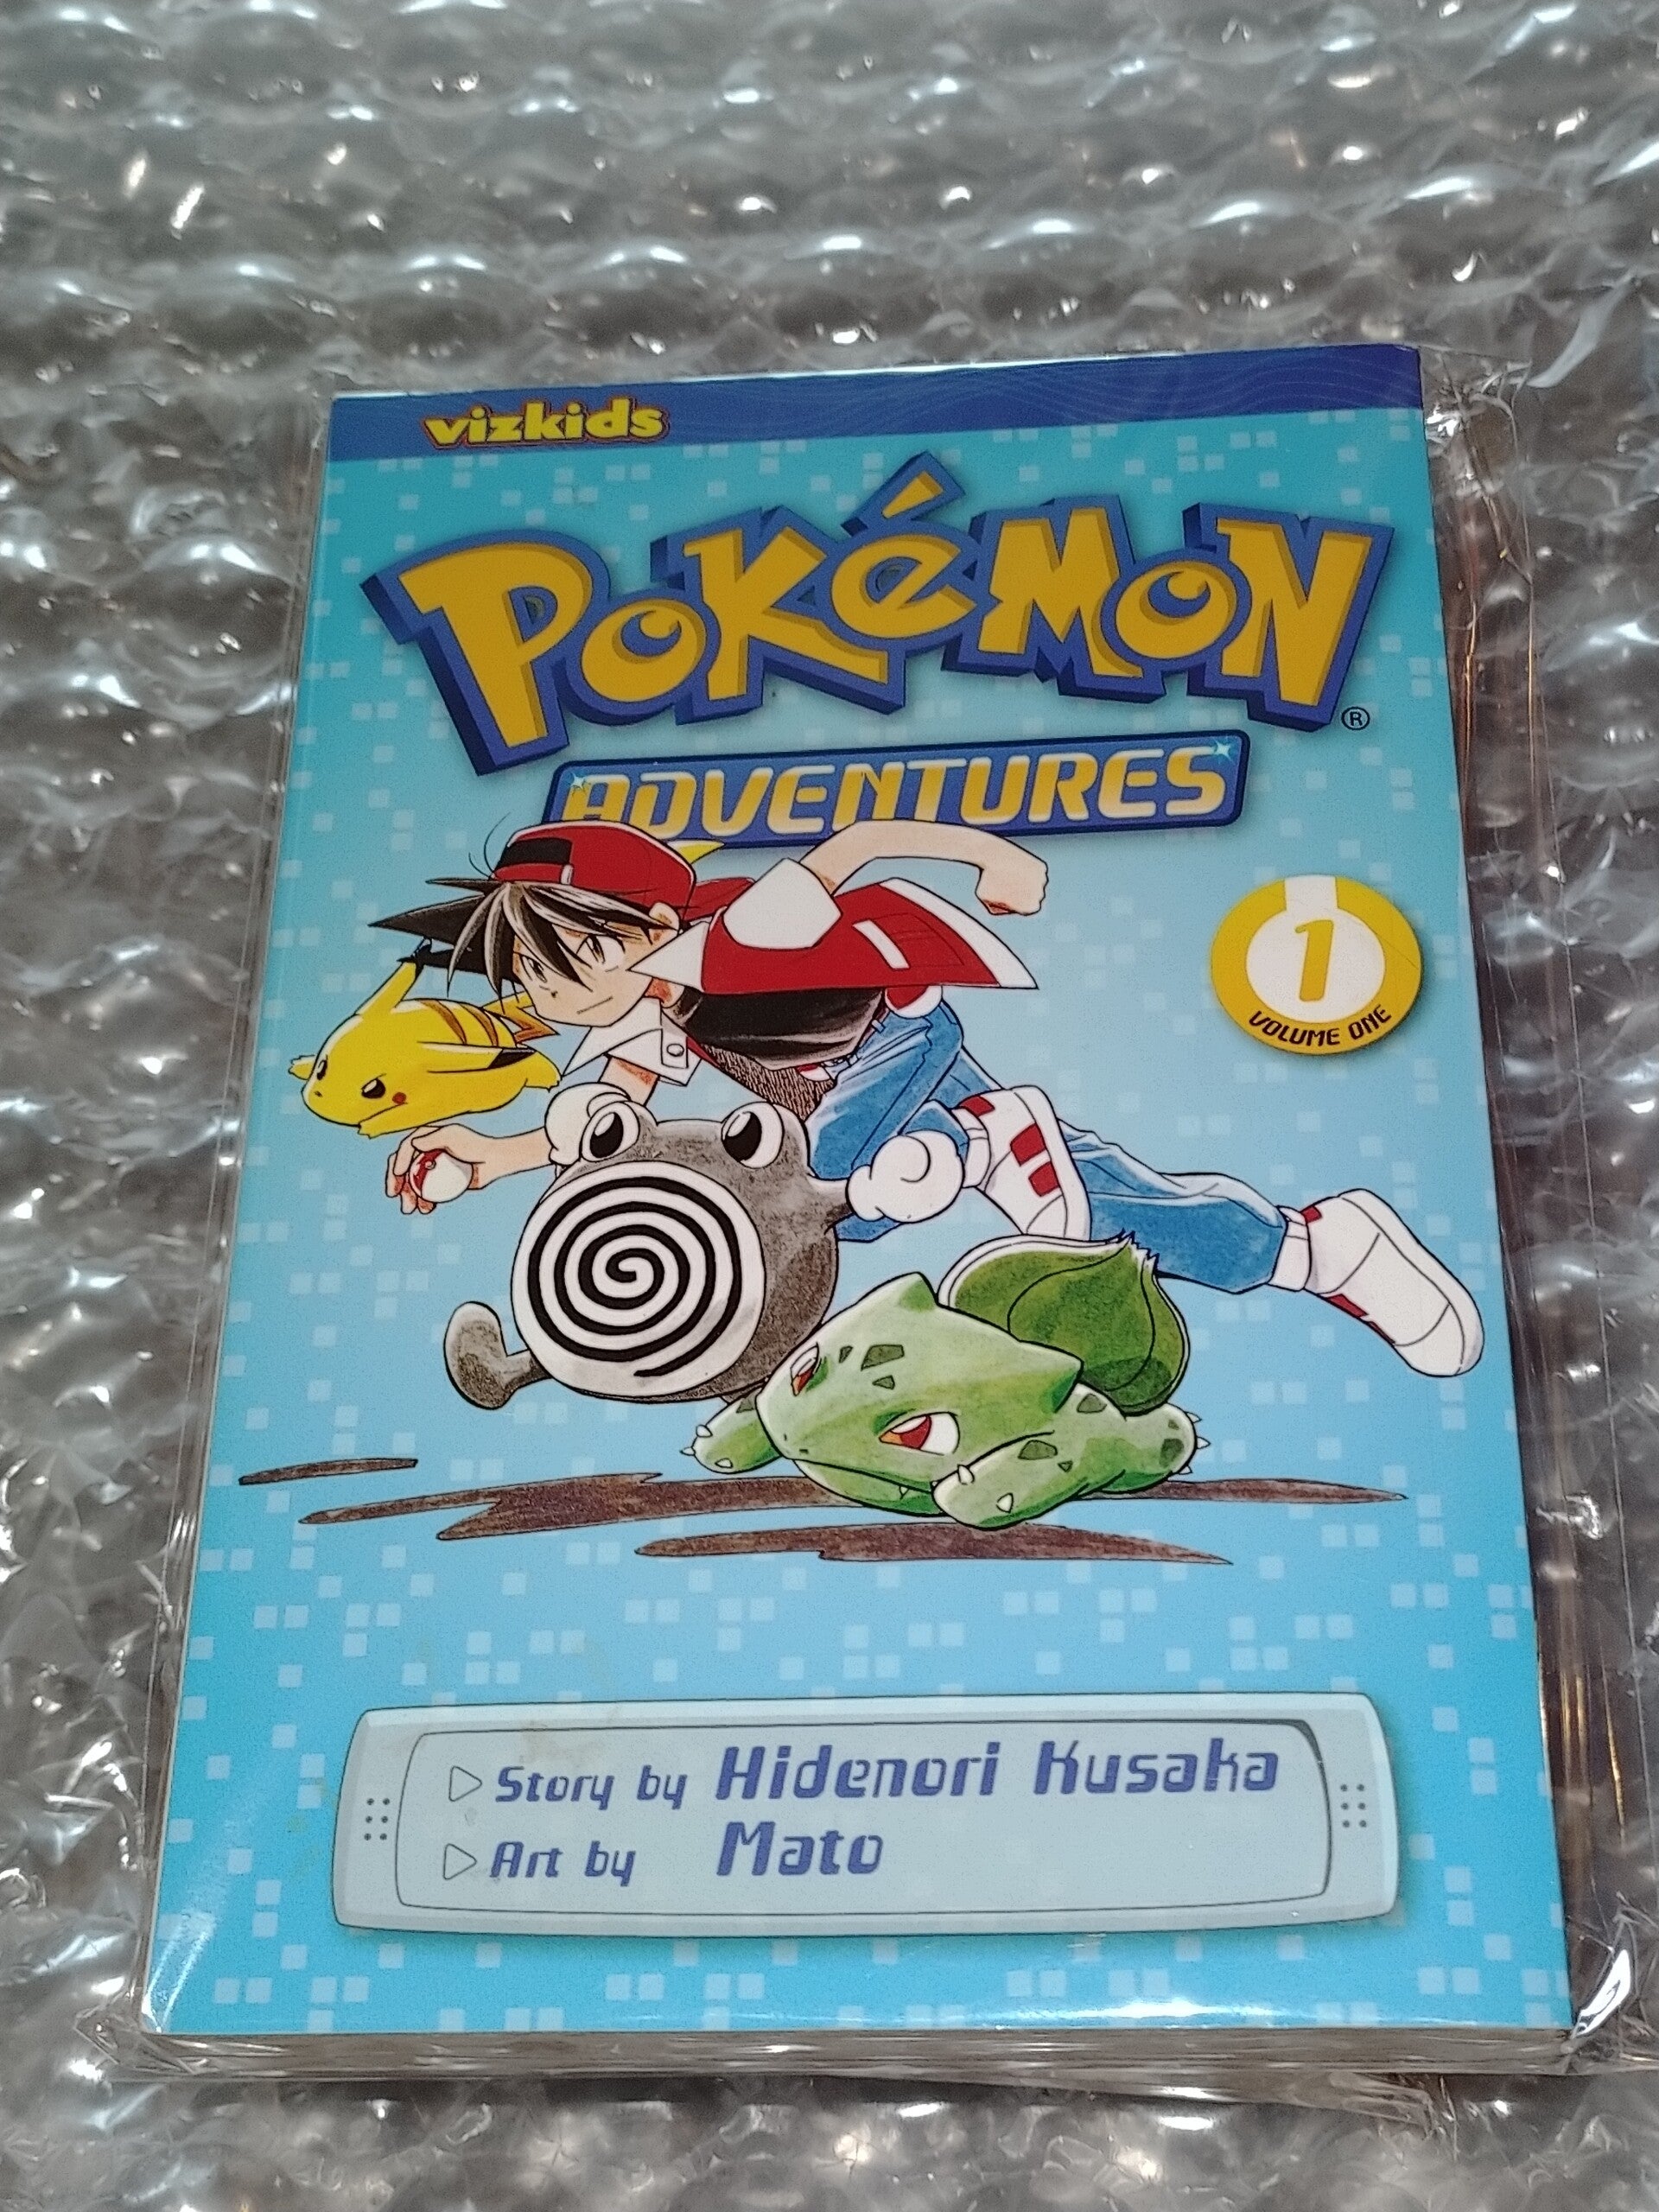 vizkids
POKéMON
®
ADVENTURES
1
VOLUME ONE
Story by Hidenori Kusaka
Art by Mato